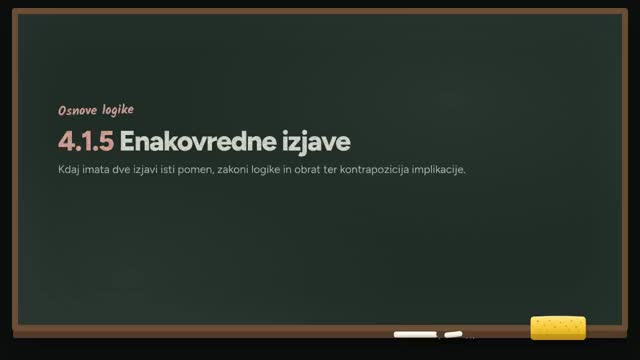 Osnove logike
4.1.5 Enakovredne izjave
Kdaj imata dve izjavi isti pomen, zakoni logike in obrat ter kontrapozicija implikacije.